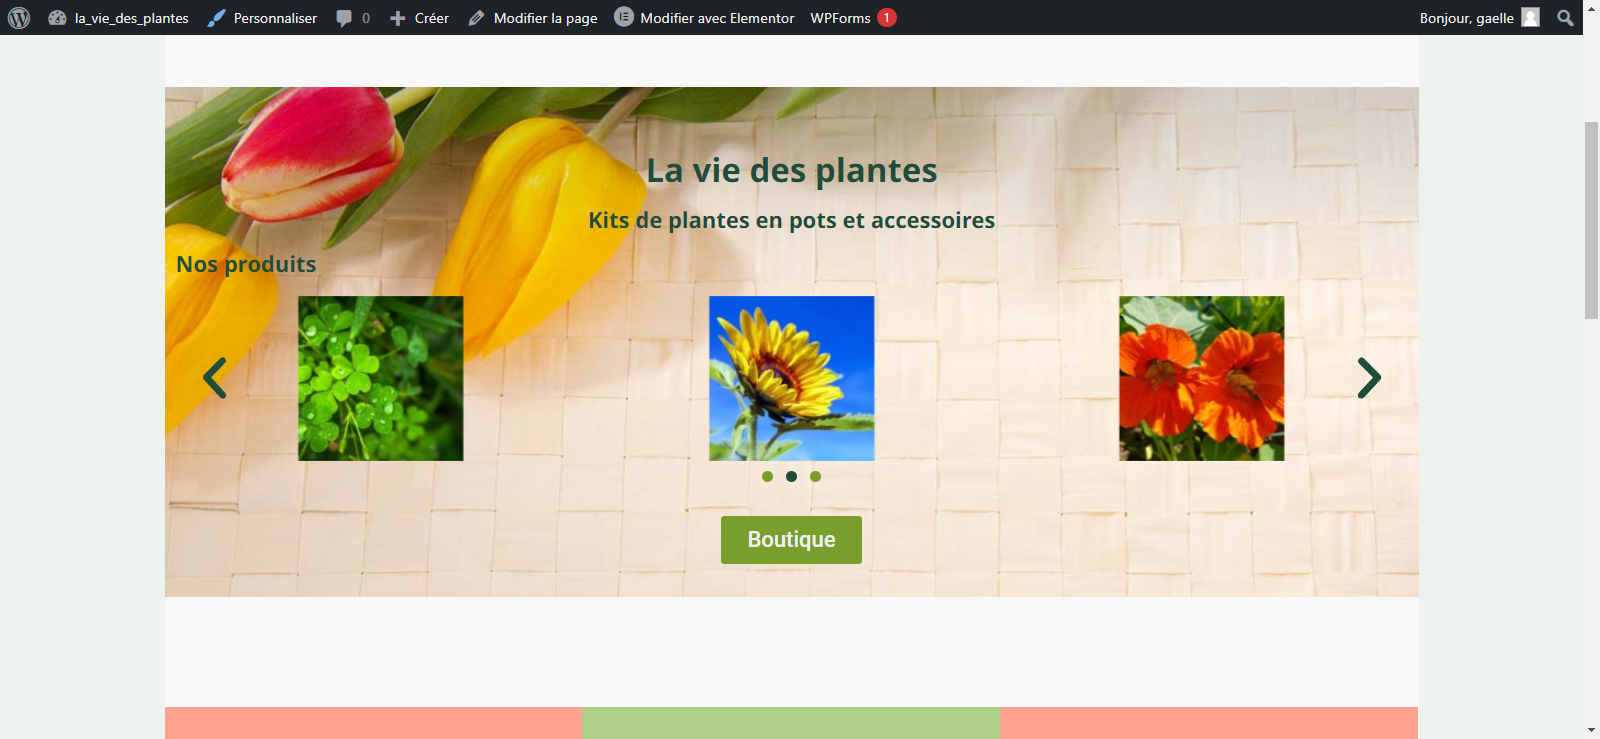 la_vie_des_plantes Personnaliser 0 Créer Modifier la page Modifier avec Elementor WPForms 1 Bonjour, gaelle
La vie des plantes
Kits de plantes en pots et accessoires
Nos produits
Boutique